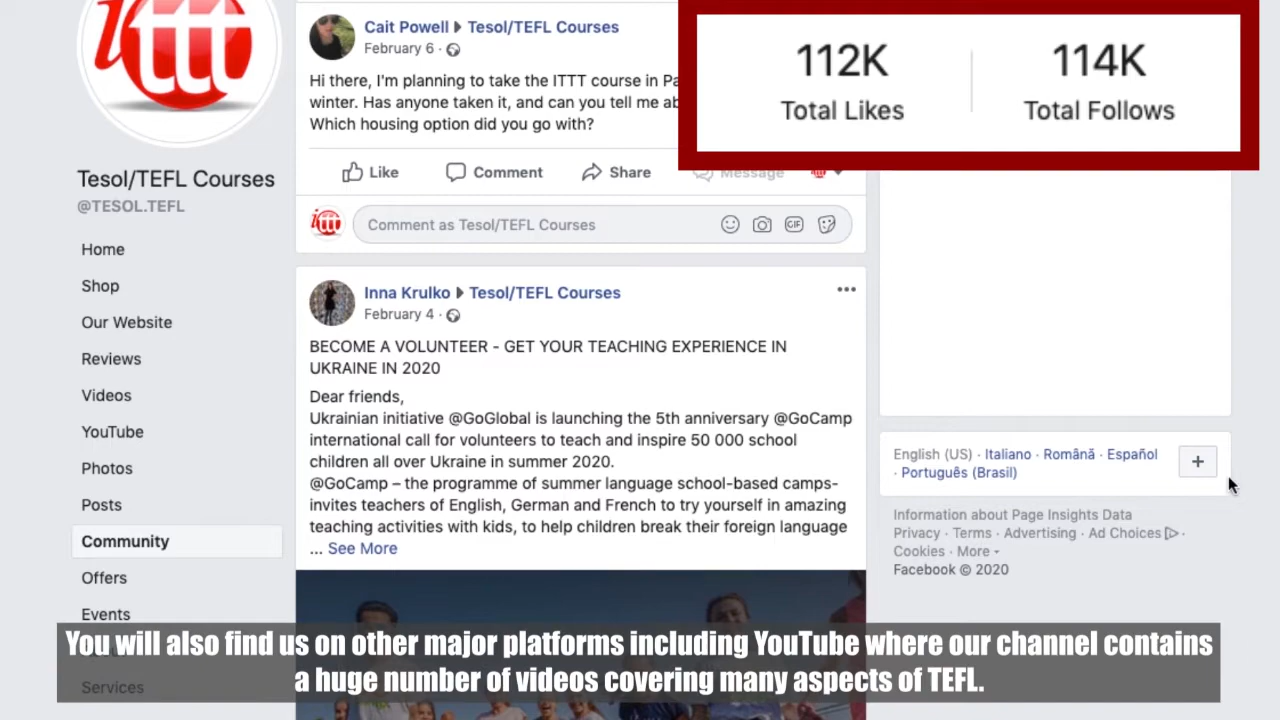 ittt
Tesol/TEFL Courses
@TESOL.TEFL
Home
Shop
Our Website
Reviews
Videos
YouTube
Photos
Posts
Community
Offers
Events
Services
Cait Powell Tesol/TEFL Courses
February 6 ·
Hi there, I'm planning to take the ITTT course in Pa
winter. Has anyone taken it, and can you tell me ab
Which housing option did you go with?
Like Comment Share Message
ittt Comment as Tesol/TEFL Courses GIF
Inna Krulko Tesol/TEFL Courses
February 4 ·
BECOME A VOLUNTEER - GET YOUR TEACHING EXPERIENCE IN
UKRAINE IN 2020
Dear friends,
Ukrainian initiative @GoGlobal is launching the 5th anniversary @GoCamp
international call for volunteers to teach and inspire 50 000 school
children all over Ukraine in summer 2020.
@GoCamp – the programme of summer language school-based camps-
invites teachers of English, German and French to try yourself in amazing
teaching activities with kids, to help children break their foreign language
... See More
112K 114K
Total Likes Total Follows
English (US) · Italiano · Română · Español
· Português (Brasil)
+
Information about Page Insights Data
Privacy · Terms · Advertising · Ad Choices ·
Cookies · More
Facebook © 2020
You will also find us on other major platforms including YouTube where our channel contains
a huge number of videos covering many aspects of TEFL.